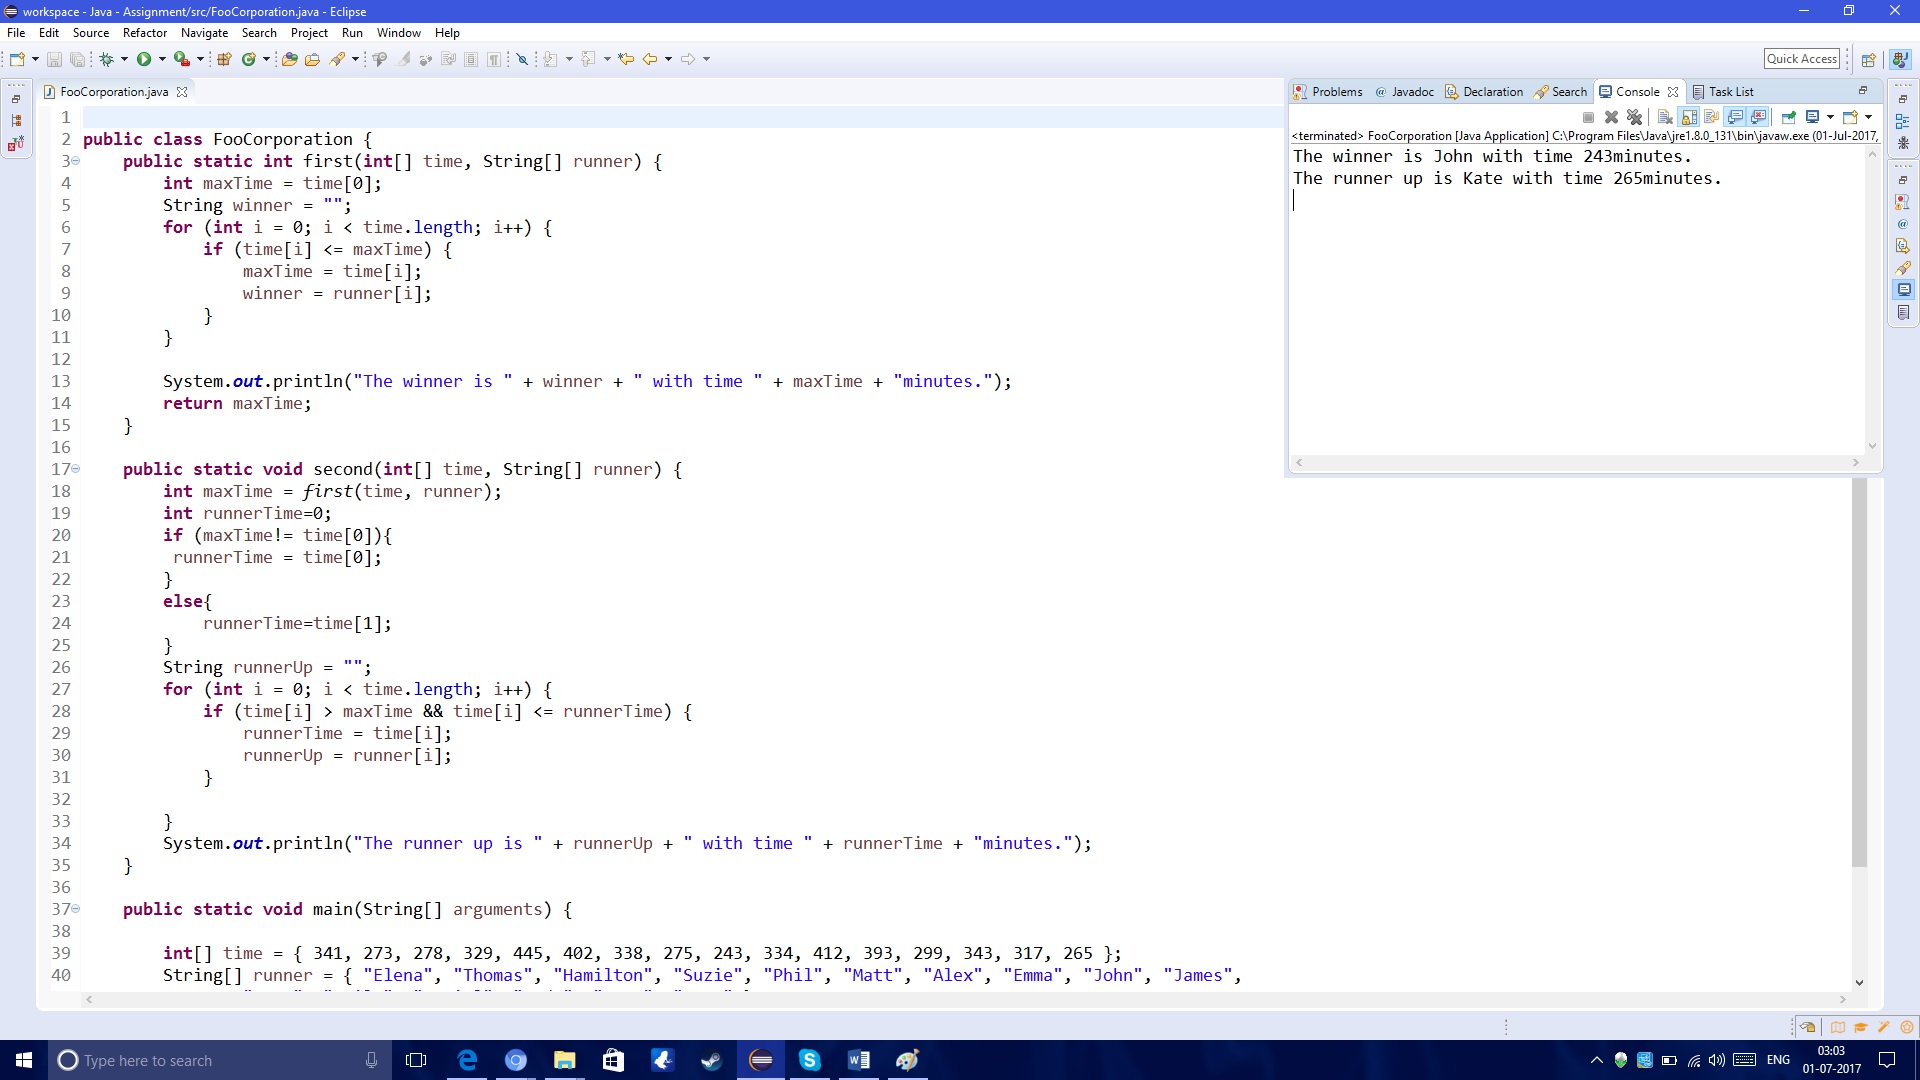 workspace - Java - Assignment/src/FooCorporation.java - Eclipse
File Edit Source Refactor Navigate Search Project Run Window Help
Quick Access
FooCorporation.java
1
2 public class FooCorporation {
3 public static int first(int[] time, String[] runner) {
4 int maxTime = time[0];
5 String winner = "";
6 for (int i = 0; i < time.length; i++) {
7 if (time[i] <= maxTime) {
8 maxTime = time[i];
9 winner = runner[i];
10 }
11 }
12
13 System.out.println("The winner is " + winner + " with time " + maxTime + "minutes.");
14 return maxTime;
15 }
16
17 public static void second(int[] time, String[] runner) {
18 int maxTime = first(time, runner);
19 int runnerTime=0;
20 if (maxTime!= time[0]){
21 runnerTime = time[0];
22 }
23 else{
24 runnerTime=time[1];
25 }
26 String runnerUp = "";
27 for (int i = 0; i < time.length; i++) {
28 if (time[i] > maxTime && time[i] <= runnerTime) {
29 runnerTime = time[i];
30 runnerUp = runner[i];
31 }
32
33 }
34 System.out.println("The runner up is " + runnerUp + " with time " + runnerTime + "minutes.");
35 }
36
37 public static void main(String[] arguments) {
38
39 int[] time = { 341, 273, 278, 329, 445, 402, 338, 275, 243, 334, 412, 393, 299, 343, 317, 265 };
40 String[] runner = { "Elena", "Thomas", "Hamilton", "Suzie", "Phil", "Matt", "Alex", "Emma", "John", "James",
Problems @ Javadoc Declaration Search Console Task List
<terminated> FooCorporation [Java Application] C:\Program Files\Java\jre1.8.0_131\bin\javaw.exe (01-Jul-2017,
The winner is John with time 243minutes.
The runner up is Kate with time 265minutes.
Type here to search
ENG
03:03
01-07-2017